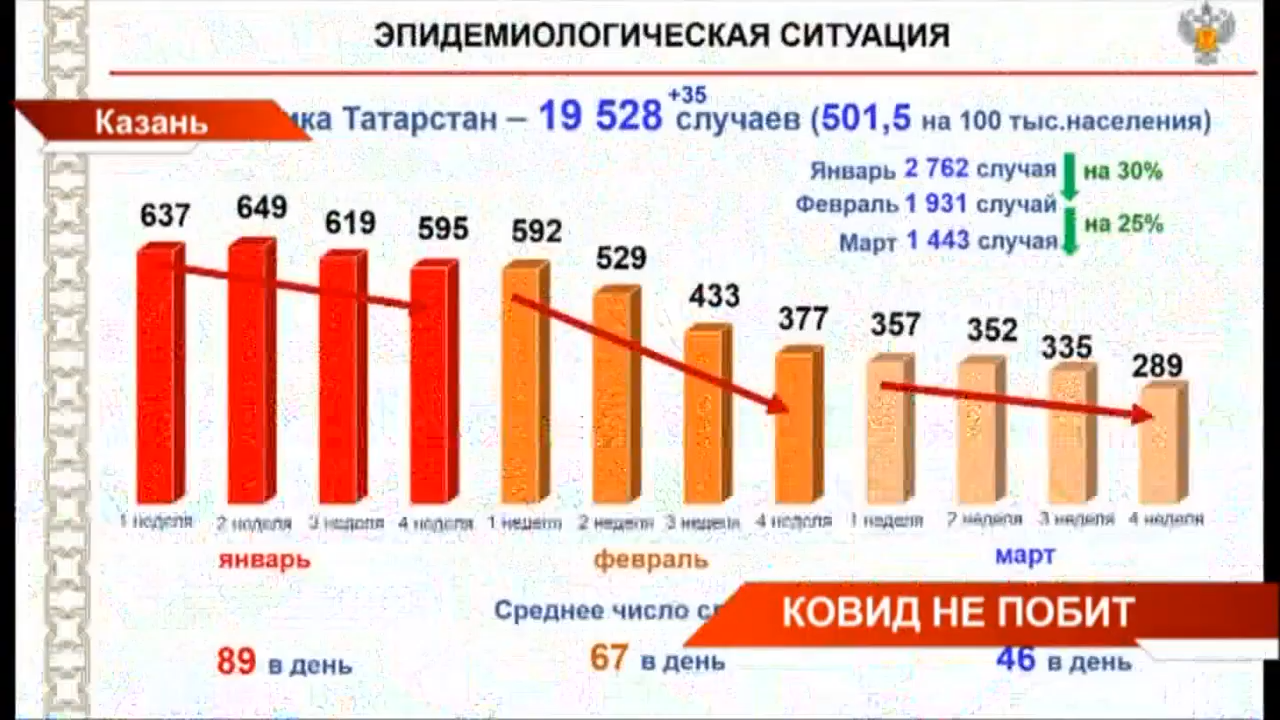 ЭПИДЕМИОЛОГИЧЕСКАЯ СИТУАЦИЯ
Казань
Татарстан – 19 528 +35 случаев (501,5 на 100 тыс.населения)
Январь 2 762 случая на 30%
Февраль 1 931 случай
на 25%
Март 1 443 случая
637 649 619 595 592 529 433 377 357 352 335 289
1 неделя 2 неделя 3 неделя 4 неделя 1 неделя 2 неделя 3 неделя 4 неделя 1 неделя 2 неделя 3 неделя 4 неделя
январь февраль март
Среднее число
КОВИД НЕ ПОБИТ
89 в день 67 в день 46 в день